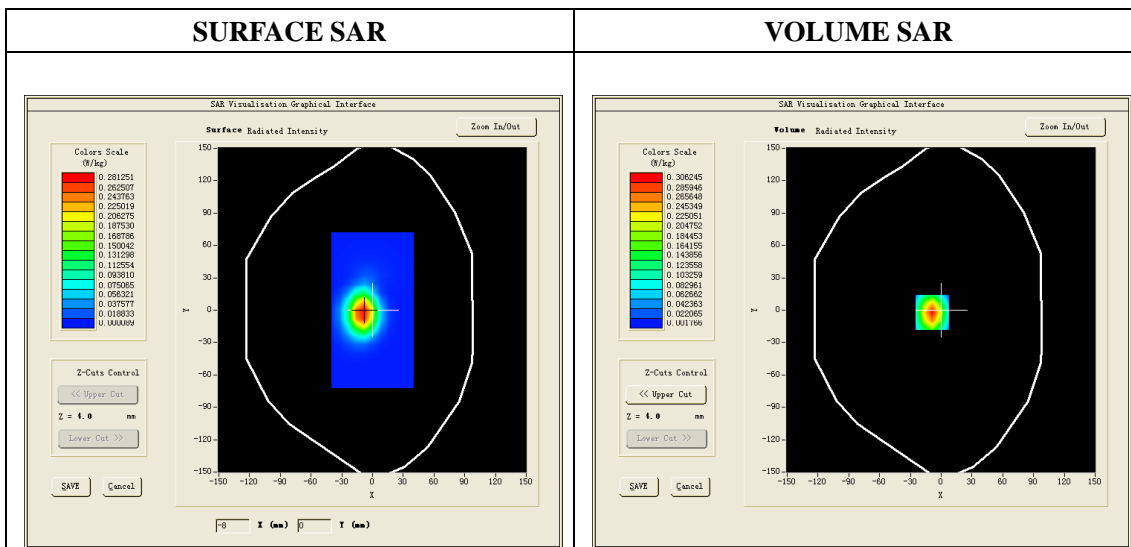 SURFACE SAR
VOLUME SAR
SAR Visualisation Graphical Interface
Surface Radiated Intensity
Zoom In/Out
Colors Scale
(W/kg)
0.281251
0.262507
0.243763
0.225019
0.206275
0.187530
0.168786
0.150042
0.131298
0.112554
0.093810
0.075065
0.056321
0.037577
0.018833
0.000089
Z-Cuts Control
<< Upper Cut
Z = 4.0 mm
Lower Cut >>
SAVE Cancel
150
120
90
60
30
0
-30
-60
-90
-120
-150
Y
-150 -120 -90 -60 -30 0 30 60 90 120 150
X
-8 X (mm) 0 Y (mm)
SAR Visualisation Graphical Interface
Volume Radiated Intensity
Zoom In/Out
Colors Scale
(W/kg)
0.306245
0.285946
0.265648
0.245349
0.225051
0.204752
0.184453
0.164155
0.143856
0.123558
0.103259
0.082961
0.062662
0.042363
0.022065
0.001766
Z-Cuts Control
<< Upper Cut
Z = 4.0 mm
Lower Cut >>
SAVE Cancel
150
120
90
60
30
0
-30
-60
-90
-120
-150
Y
-150 -120 -90 -60 -30 0 30 60 90 120 150
X